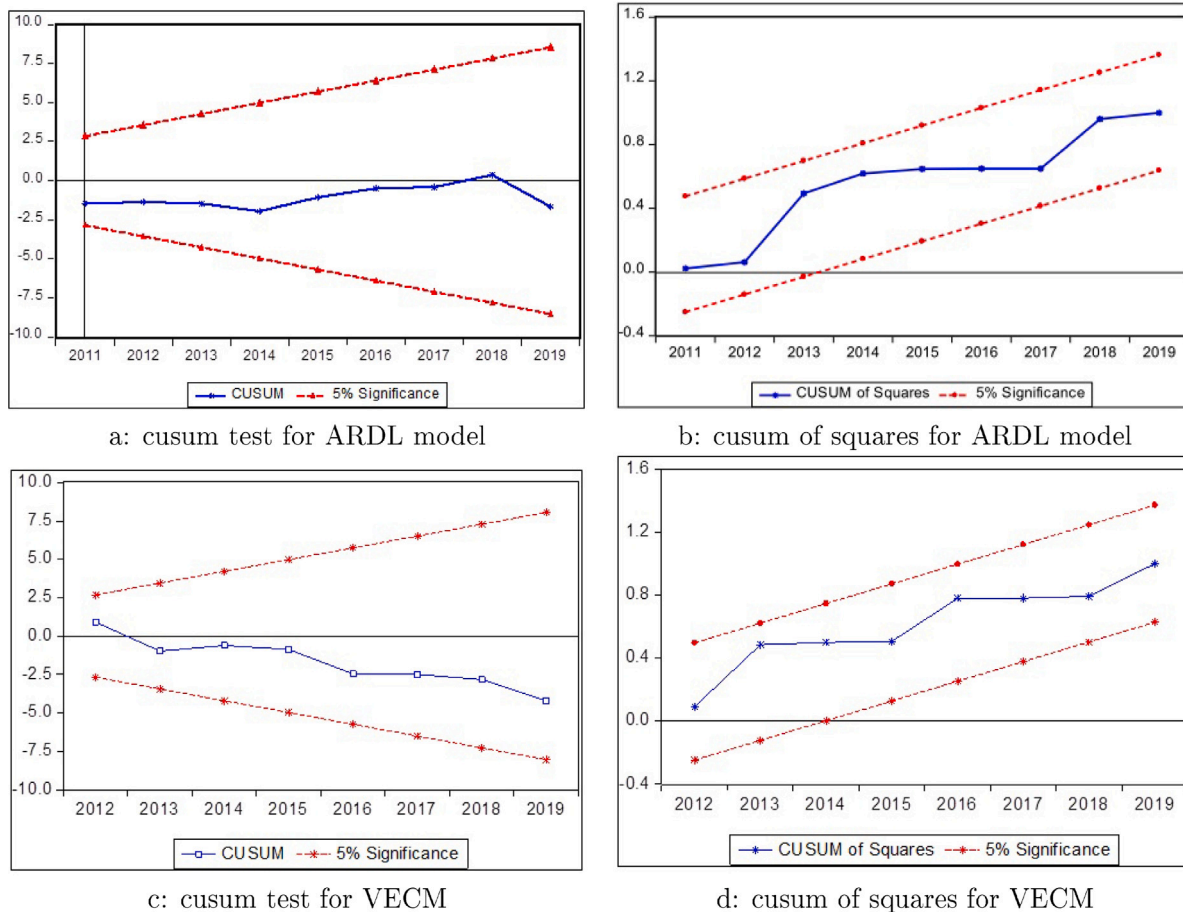 10.0
7.5
5.0
2.5
0.0
-2.5
-5.0
-7.5
-10.0
2011 2012 2013 2014 2015 2016 2017 2018 2019
CUSUM 5% Significance
a: cusum test for ARDL model
1.6
1.2
0.8
0.4
0.0
-0.4
2011 2012 2013 2014 2015 2016 2017 2018 2019
CUSUM of Squares 5% Significance
b: cusum of squares for ARDL model
10.0
7.5
5.0
2.5
0.0
-2.5
-5.0
-7.5
-10.0
2012 2013 2014 2015 2016 2017 2018 2019
CUSUM 5% Significance
c: cusum test for VECM
1.6
1.2
0.8
0.4
0.0
-0.4
2012 2013 2014 2015 2016 2017 2018 2019
CUSUM of Squares 5% Significance
d: cusum of squares for VECM